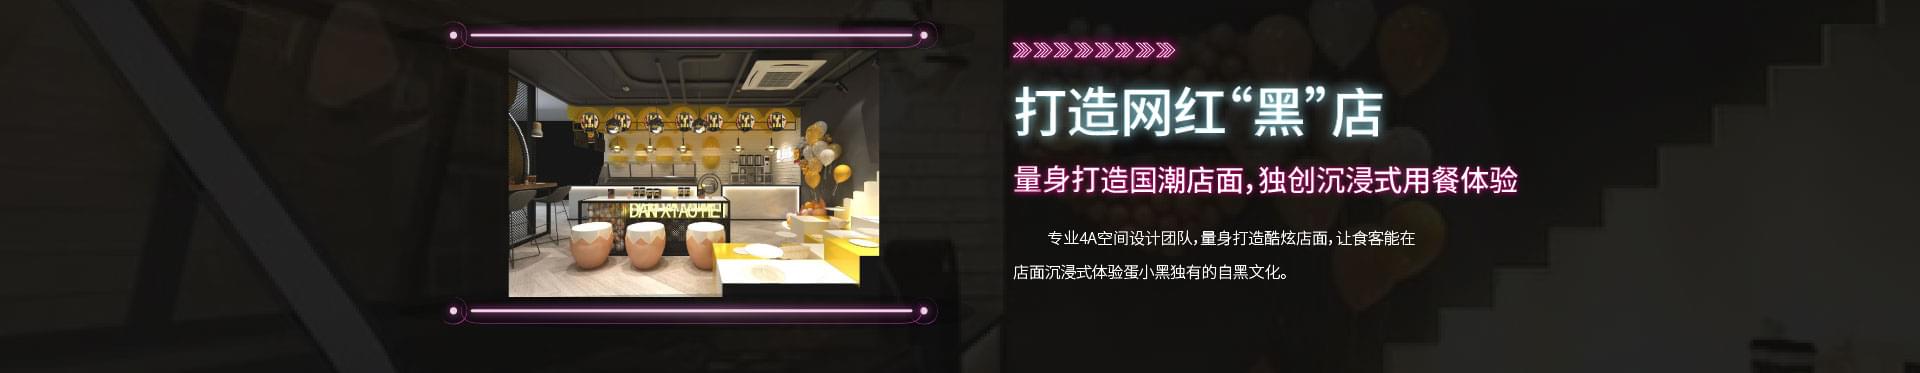 DAN XIAO HEI
打造网红“黑”店
量身打造国潮店面，独创沉浸式用餐体验
专业4A空间设计团队，量身打造酷炫店面，让食客能在
店面沉浸式体验蛋小黑独有的自黑文化。